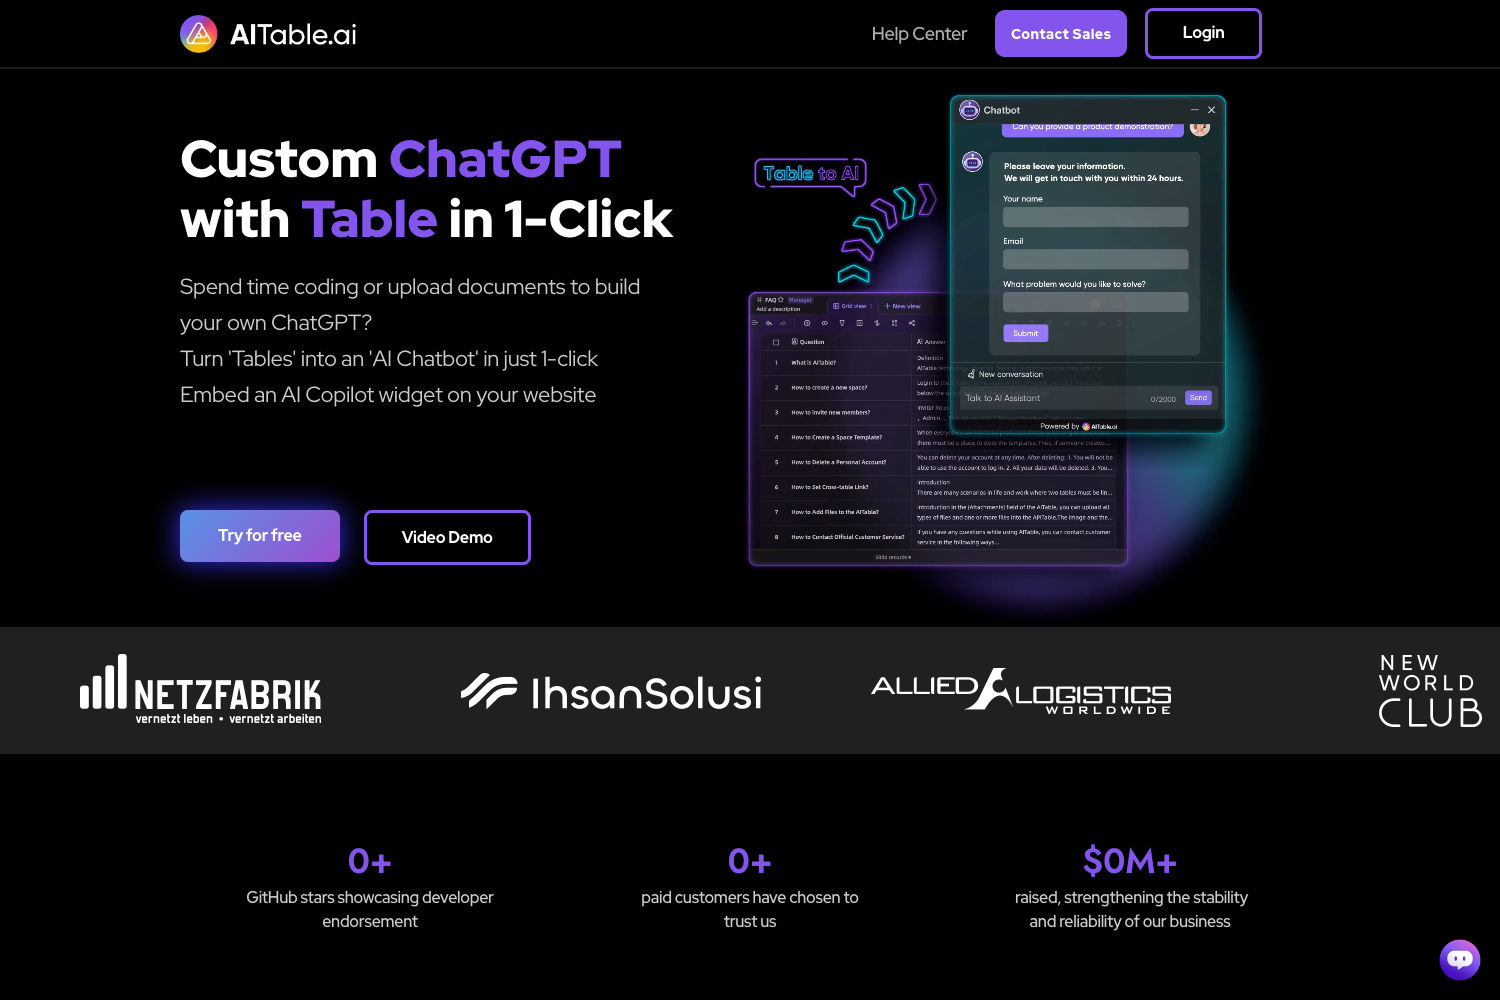 AITable.ai
Help Center
Contact Sales
Login
Custom ChatGPT
with Table in 1-Click
Spend time coding or upload documents to build
your own ChatGPT?
Turn 'Tables' into an 'AI Chatbot' in just 1-click
Embed an AI Copilot widget on your website
Try for free
Video Demo
Table to AI
Chatbot
Can you provide a product demonstration?
Please leave your information.
We will get in touch with you within 24 hours.
Your name
Email
What problem would you like to solve?
Submit
New conversation
Talk to AI Assistant
0/2000
Send
Powered by AITable.ai
FAQ
Manager
Add a description
Grid view
New view
Question
Answer
1
What is AITable?
Definition
2
How to create a new space?
Login to the
below the
3
How to invite new members?
4
How to Create a Space Template?
there must be a place to store the templates. Thus, if someone creates...
5
How to Delete a Personal Account?
You can delete your account at any time. After deleting: 1. You will not be
able to use the account to log in. 2. All your data will be deleted. 3. You...
6
How to Set Cross-table Link?
Introduction
There are many scenarios in life and work where two tables must be lin...
7
How to Add Files to the AITable?
Introduction In the (Attachments) field of the AITable, you can upload all
types of files and one or more files into the APITable.The image and the...
8
How to Contact Official Customer Service?
If you have any questions while using AITable, you can contact customer
service in the following ways...
5000 records
NETZFABRIK
vernetzt leben • vernetzt arbeiten
IhsanSolusi
ALLIED LOGISTICS
WORLDWIDE
NEW
WORLD
CLUB
0+
GitHub stars showcasing developer
endorsement
0+
paid customers have chosen to
trust us
$0M+
raised, strengthening the stability
and reliability of our business